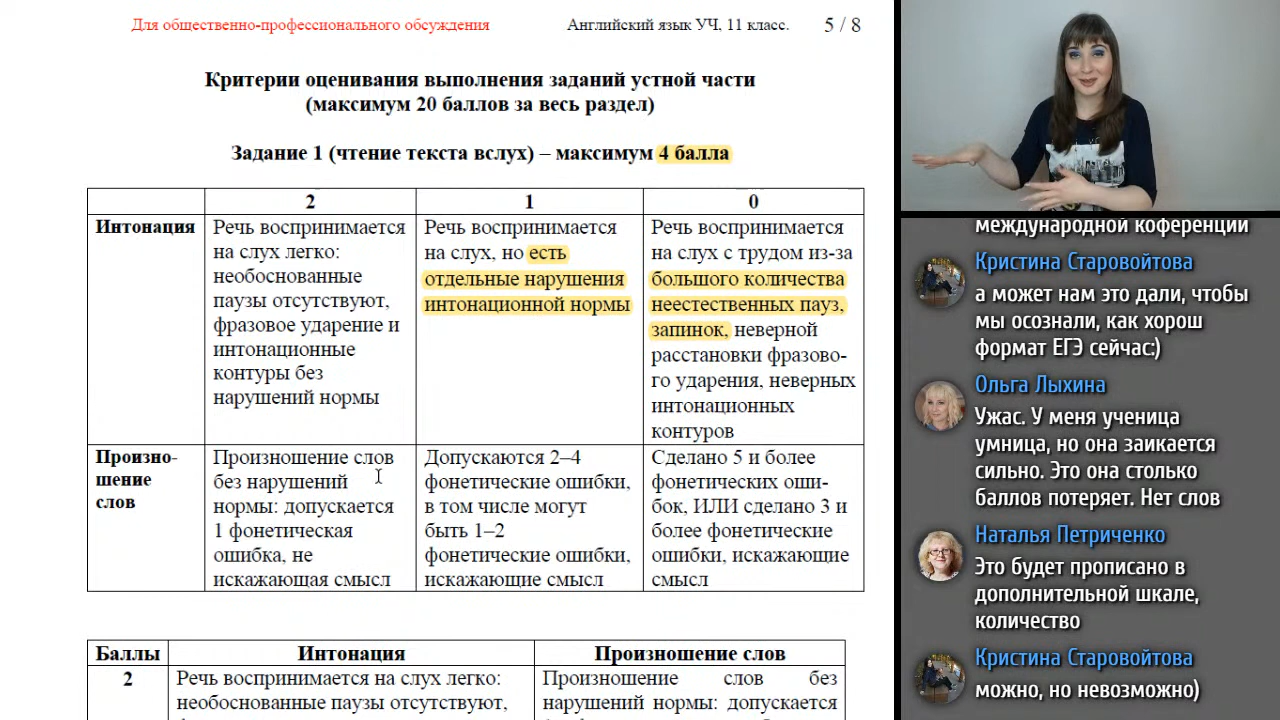 Для общественно-профессионального обсуждения
Английский язык УЧ, 11 класс.
5 / 8
Критерии оценивания выполнения заданий устной части
(максимум 20 баллов за весь раздел)
Задание 1 (чтение текста вслух) – максимум 4 балла
2
1
0
Интонация
Речь воспринимается
на слух легко:
необоснованные
паузы отсутствуют,
фразовое ударение и
интонационные
контуры без
нарушений нормы
Речь воспринимается
на слух, но есть
отдельные нарушения
интонационной нормы
Речь воспринимается
на слух с трудом из-за
большого количества
неестественных пауз,
запинок, неверной
расстановки фразово-
го ударения, неверных
интонационных
контуров
Произно-
шение
слов
Произношение слов
без нарушений
нормы: допускается
1 фонетическая
ошибка, не
искажающая смысл
Допускаются 2–4
фонетические ошибки,
в том числе могут
быть 1–2
фонетические ошибки,
искажающие смысл
Сделано 5 и более
фонетических оши-
бок, ИЛИ сделано 3 и
более фонетические
ошибки, искажающие
смысл
Баллы
Интонация
Произношение слов
2
Речь воспринимается на слух легко:
необоснованные паузы отсутствуют,
Произношение слов без
нарушений нормы: допускается
международной коференции
Кристина Старовойтова
а может нам это дали, чтобы
мы осознали, как хорош
формат ЕГЭ сейчас:)
Ольга Лыхина
Ужас. У меня ученица
умница, но она заикается
сильно. Это она столько
баллов потеряет. Нет слов
Наталья Петриченко
Это будет прописано в
дополнительной шкале,
количество
Кристина Старовойтова
можно, но невозможно)